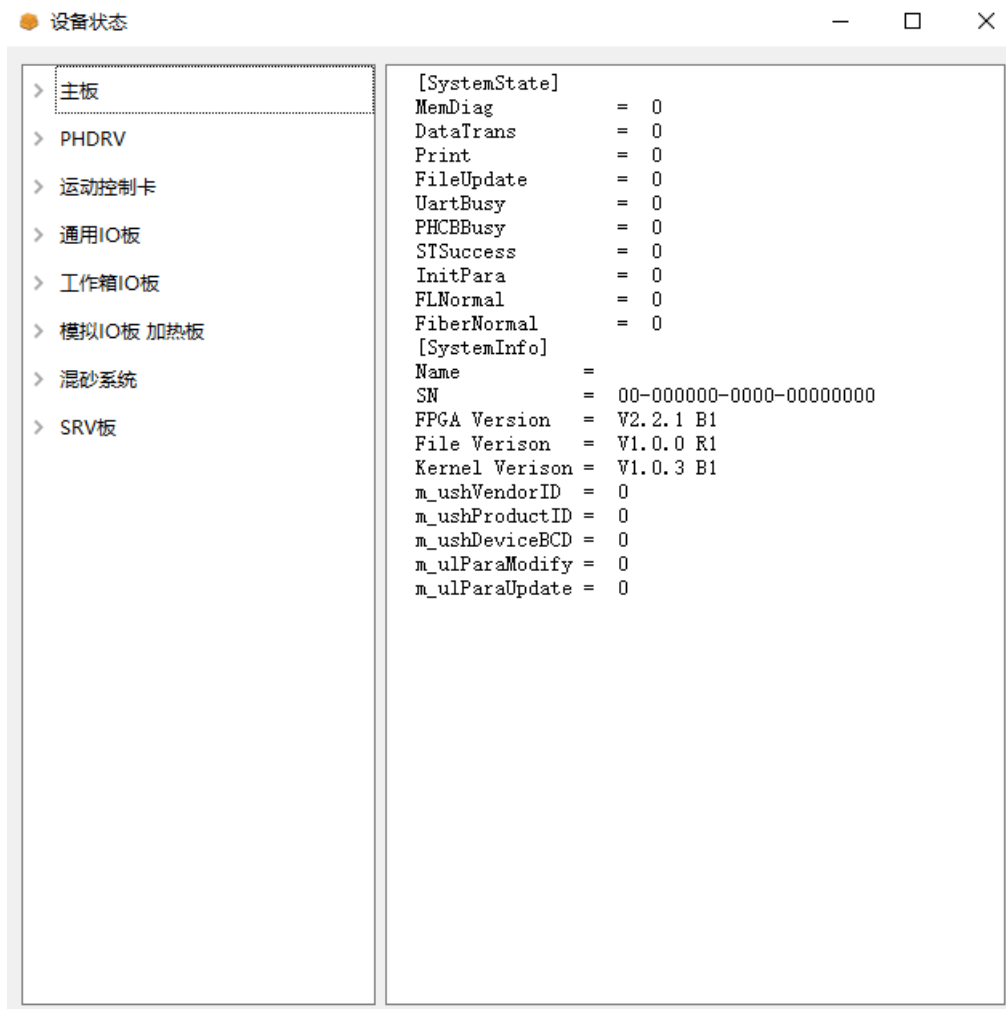 设备状态
主板
PHDRV
运动控制卡
通用IO板
工作箱IO板
模拟IO板 加热板
混砂系统
SRV板
[SystemState]
MemDiag = 0
DataTrans = 0
Print = 0
FileUpdate = 0
UartBusy = 0
PHCBBusy = 0
STSuccess = 0
InitPara = 0
FLNormal = 0
FiberNormal = 0
[SystemInfo]
Name =
SN = 00-000000-0000-00000000
FPGA Version = V2.2.1 B1
File Verison = V1.0.0 R1
Kernel Verison = V1.0.3 B1
m_ushVendorID = 0
m_ushProductID = 0
m_ushDeviceBCD = 0
m_ulParaModify = 0
m_ulParaUpdate = 0